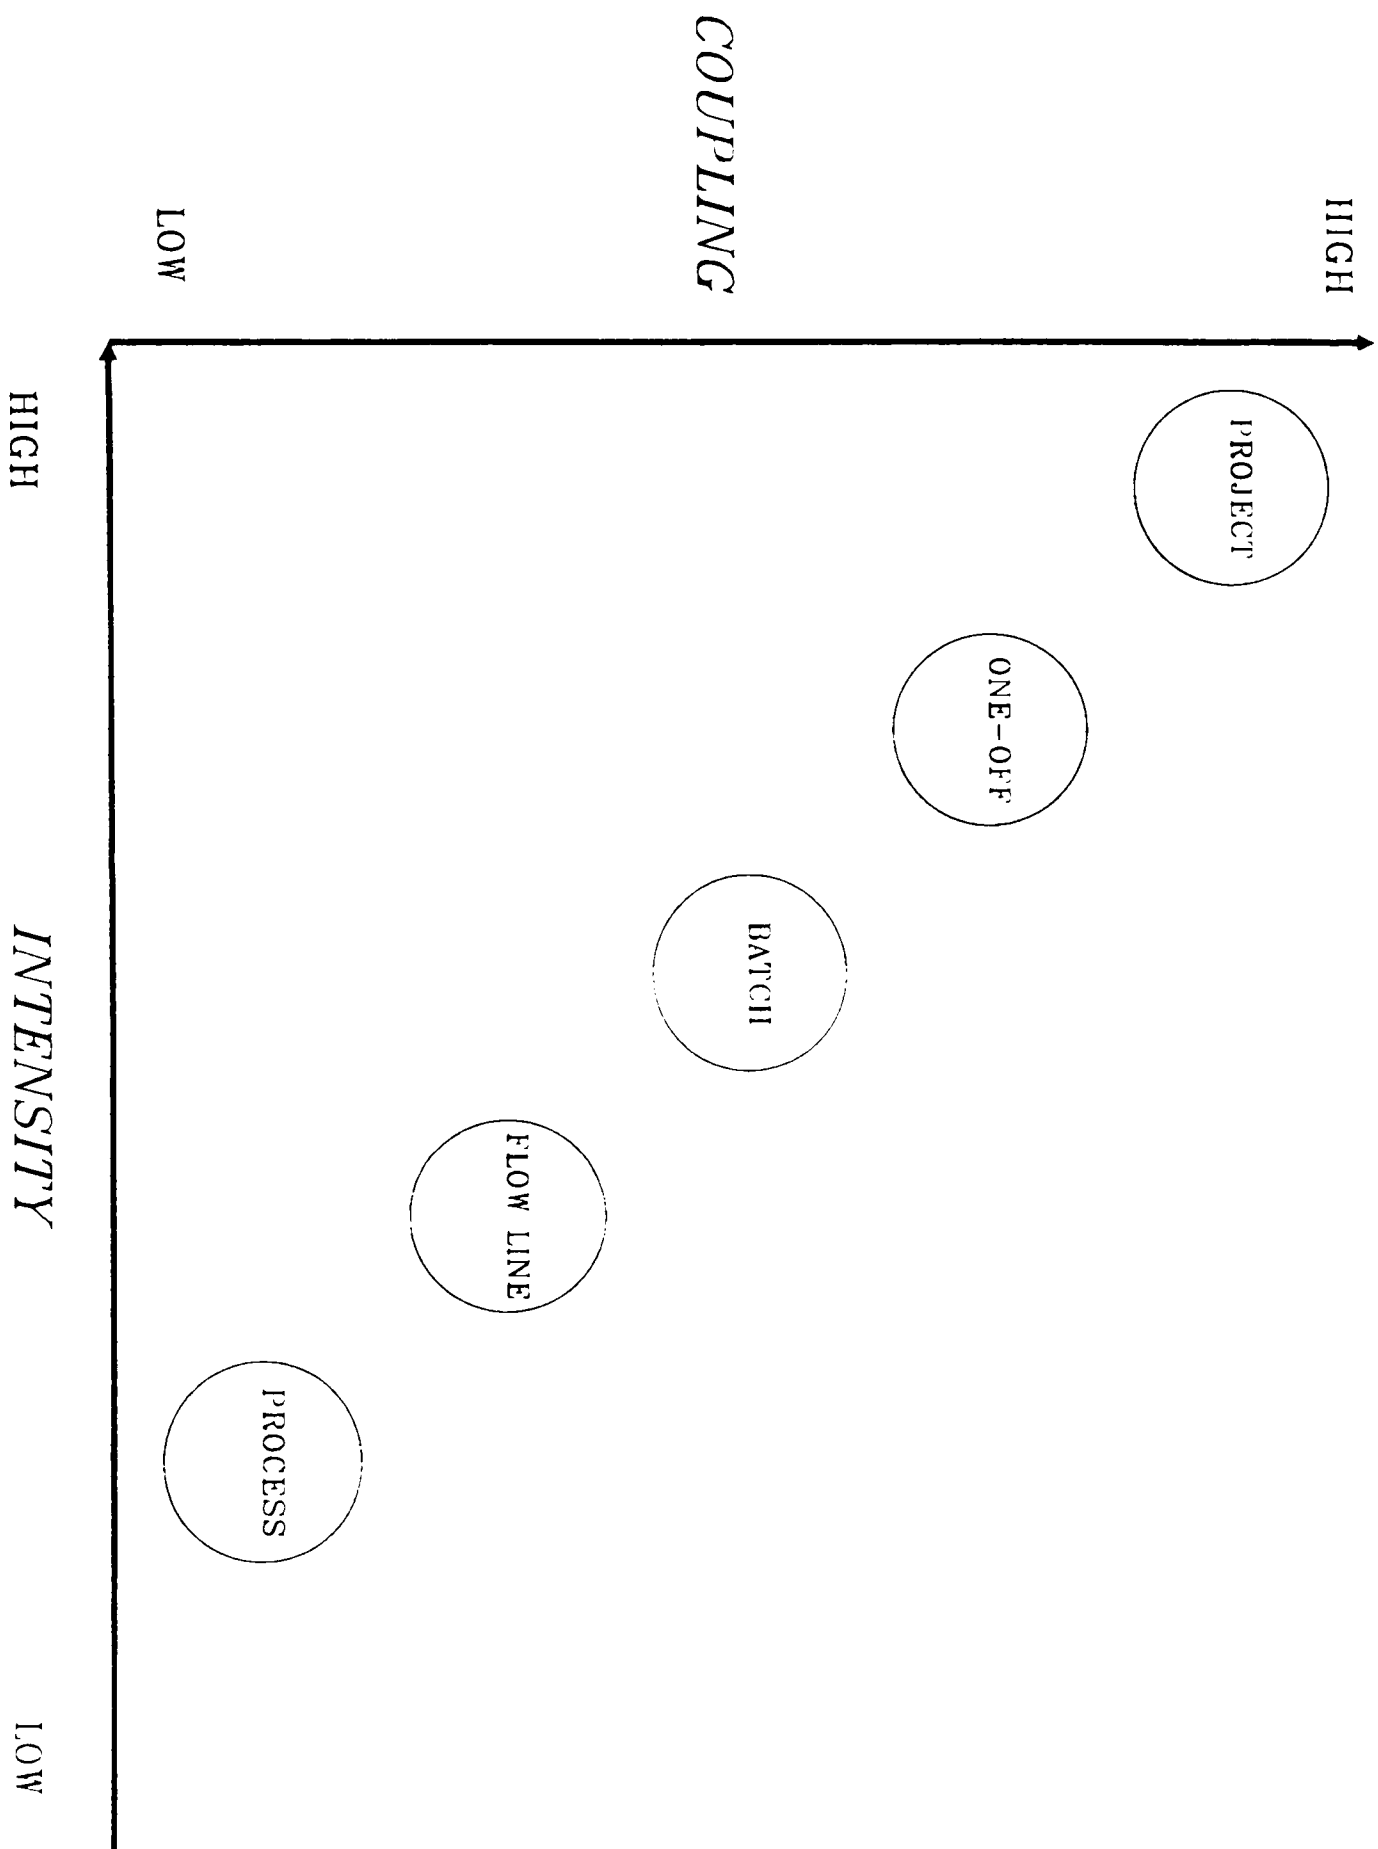 HIGH
PROJECT
ONE-OFF
COUPLING
BATCH
FLOW LINE
PROCESS
LOW
HIGH
LOW
INTENSITY